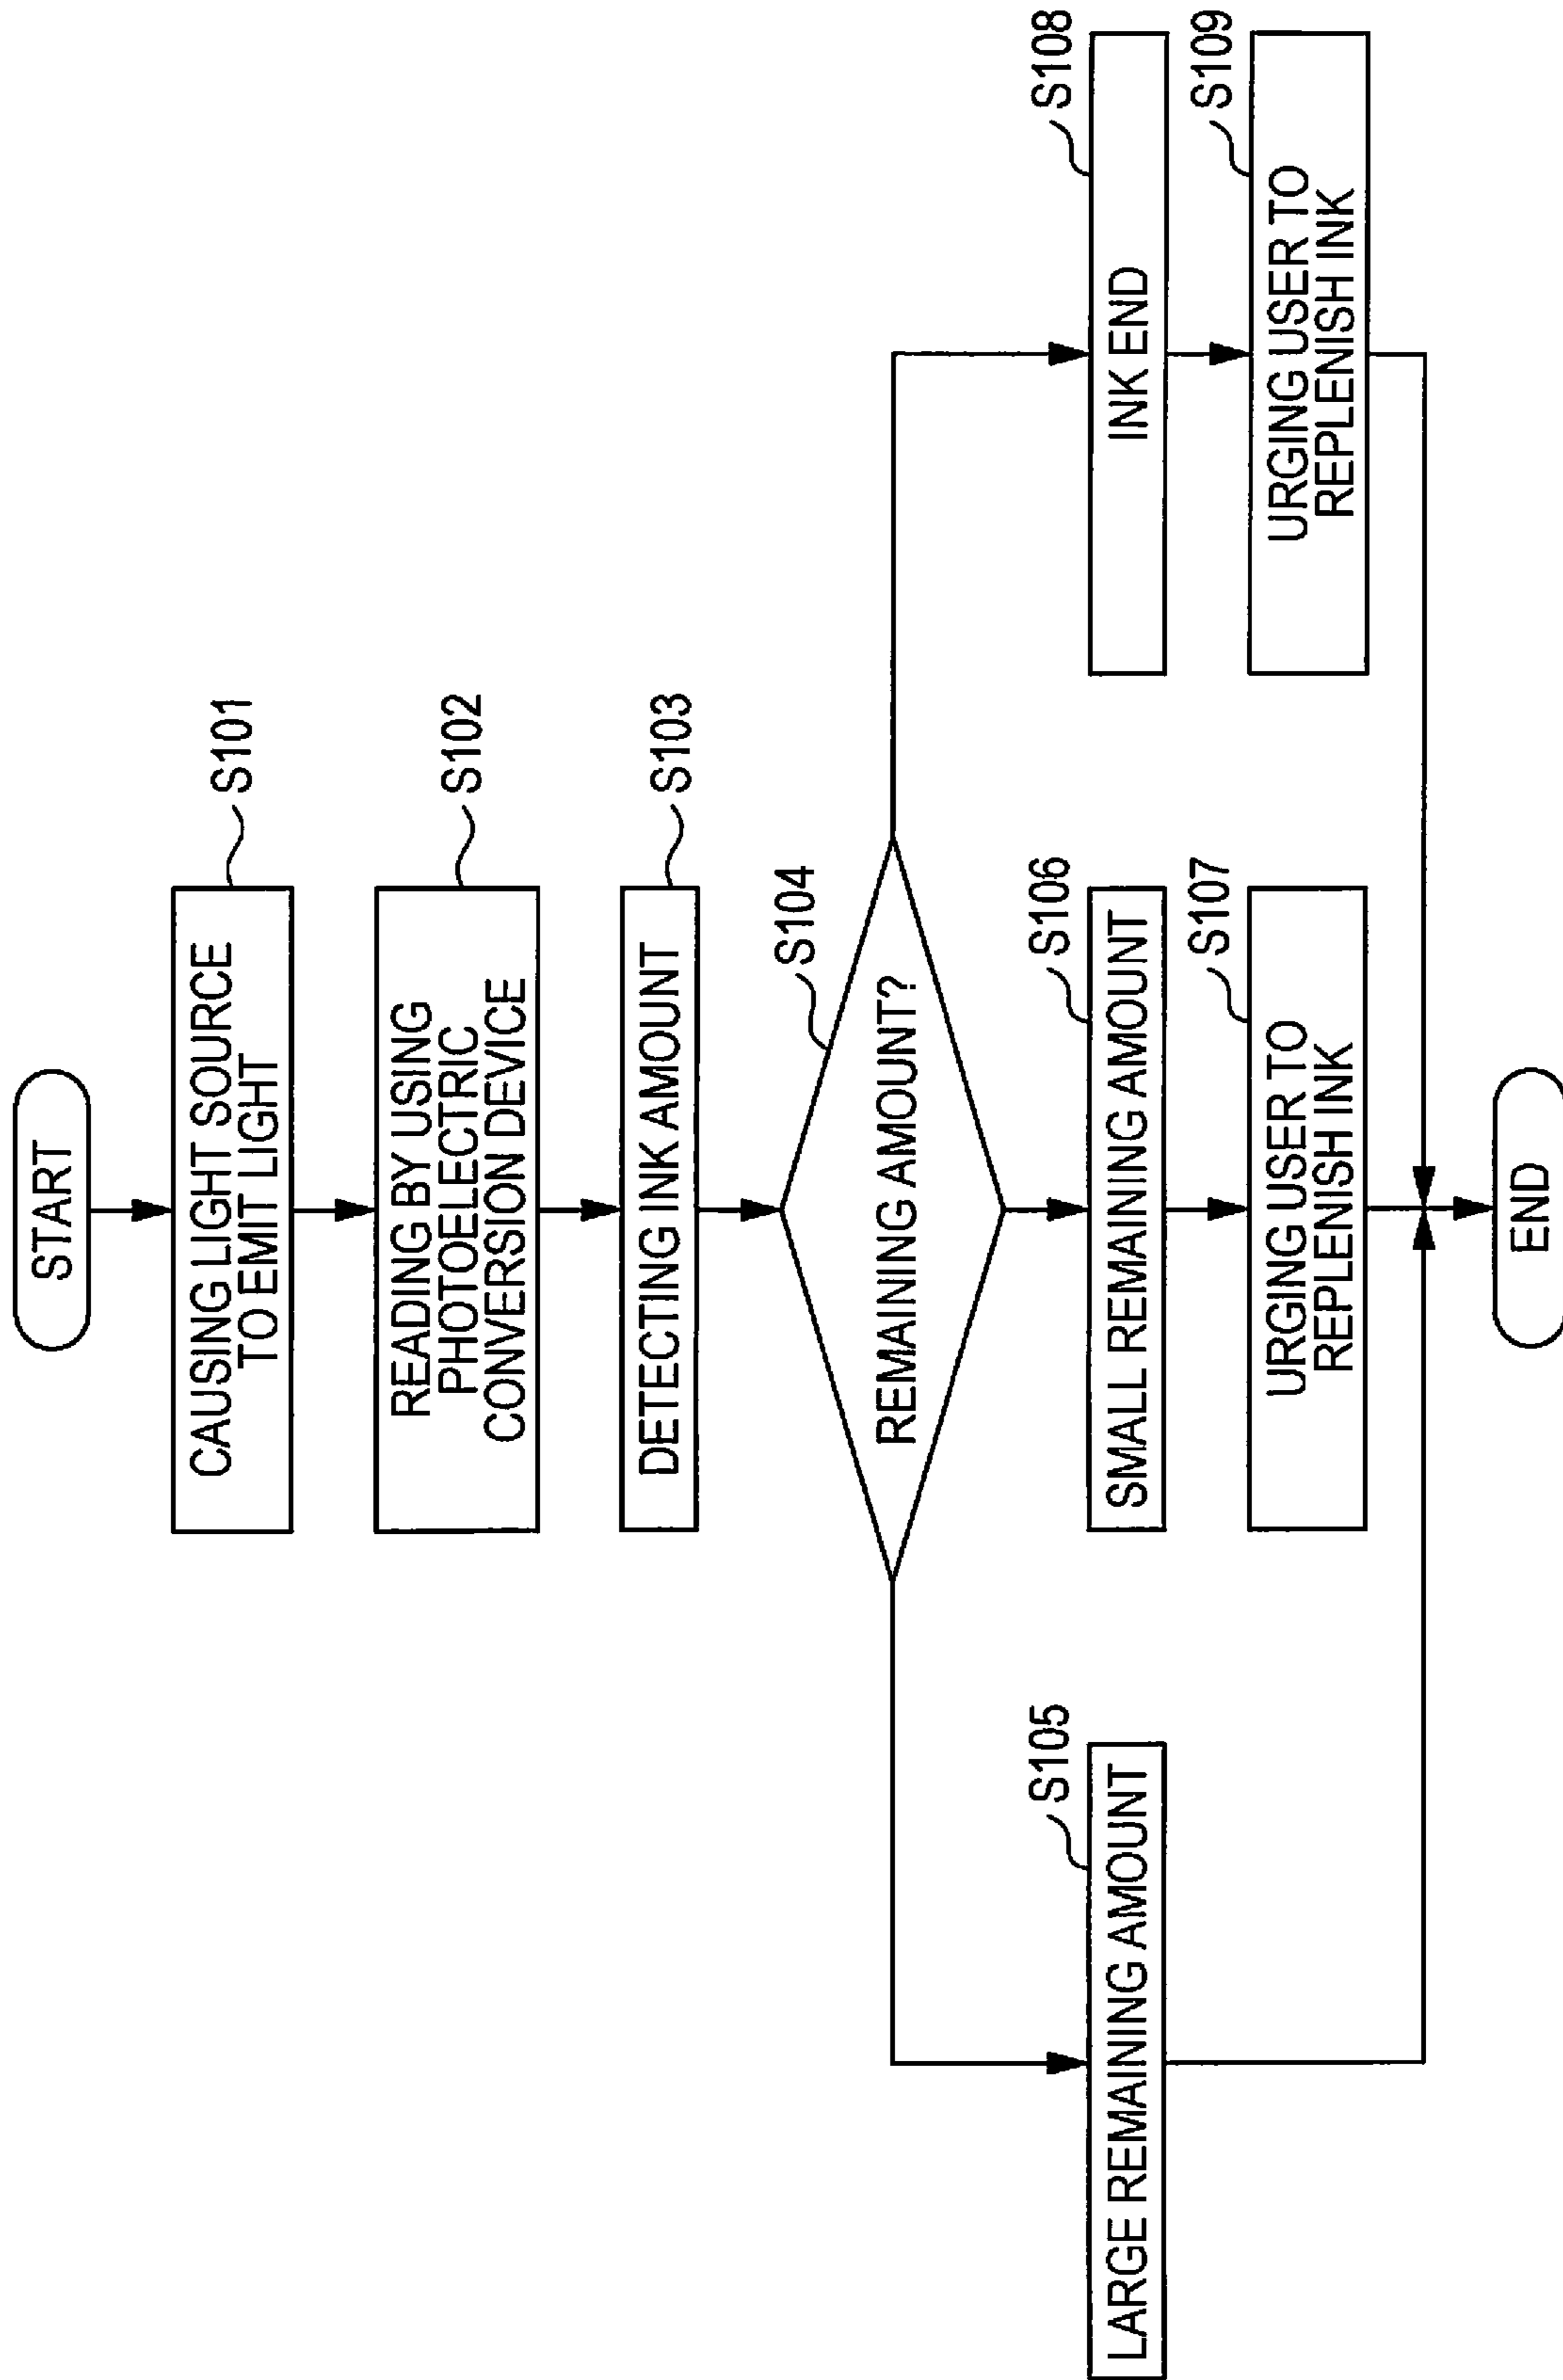 START
CAUSING LIGHT SOURCE
TO EMIT LIGHT
S101
READING BY USING
PHOTOELECTRIC
CONVERSION DEVICE
S102
DETECTING INK AMOUNT
S103
REMAINING AMOUNT?
S104
LARGE REMAINING AMOUNT
S105
SMALL REMAINING AMOUNT
S106
URGING USER TO
REPLENISH INK
S107
INK END
S108
URGING USER TO
REPLENISH INK
S109
END